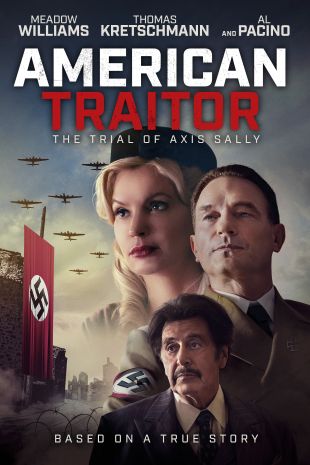 MEADOW THOMAS AL
WILLIAMS KRETSCHMANN AND PACINO
AMERICAN
TRAITOR
THE TRIAL OF AXIS SALLY
BASED ON A TRUE STORY